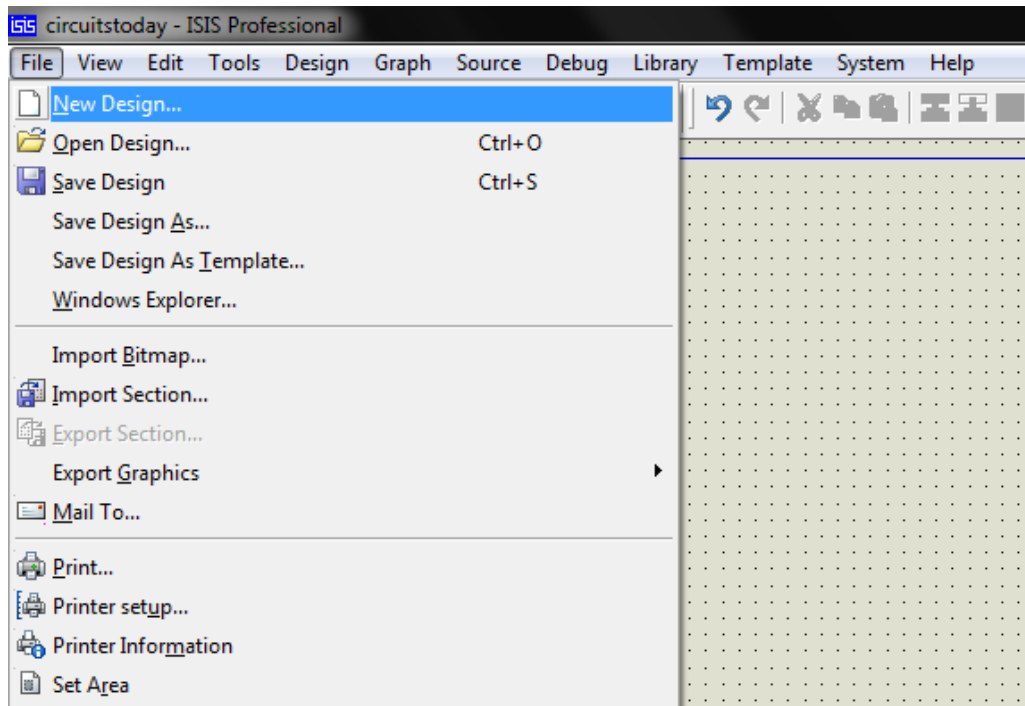 isis circuitstoday - ISIS Professional
File View Edit Tools Design Graph Source Debug Library Template System Help
New Design...
Open Design... Ctrl+O
Save Design Ctrl+S
Save Design As...
Save Design As Template...
Windows Explorer...
Import Bitmap...
Import Section...
Export Section...
Export Graphics
Mail To...
Print...
Printer setup...
Printer Information
Set Area